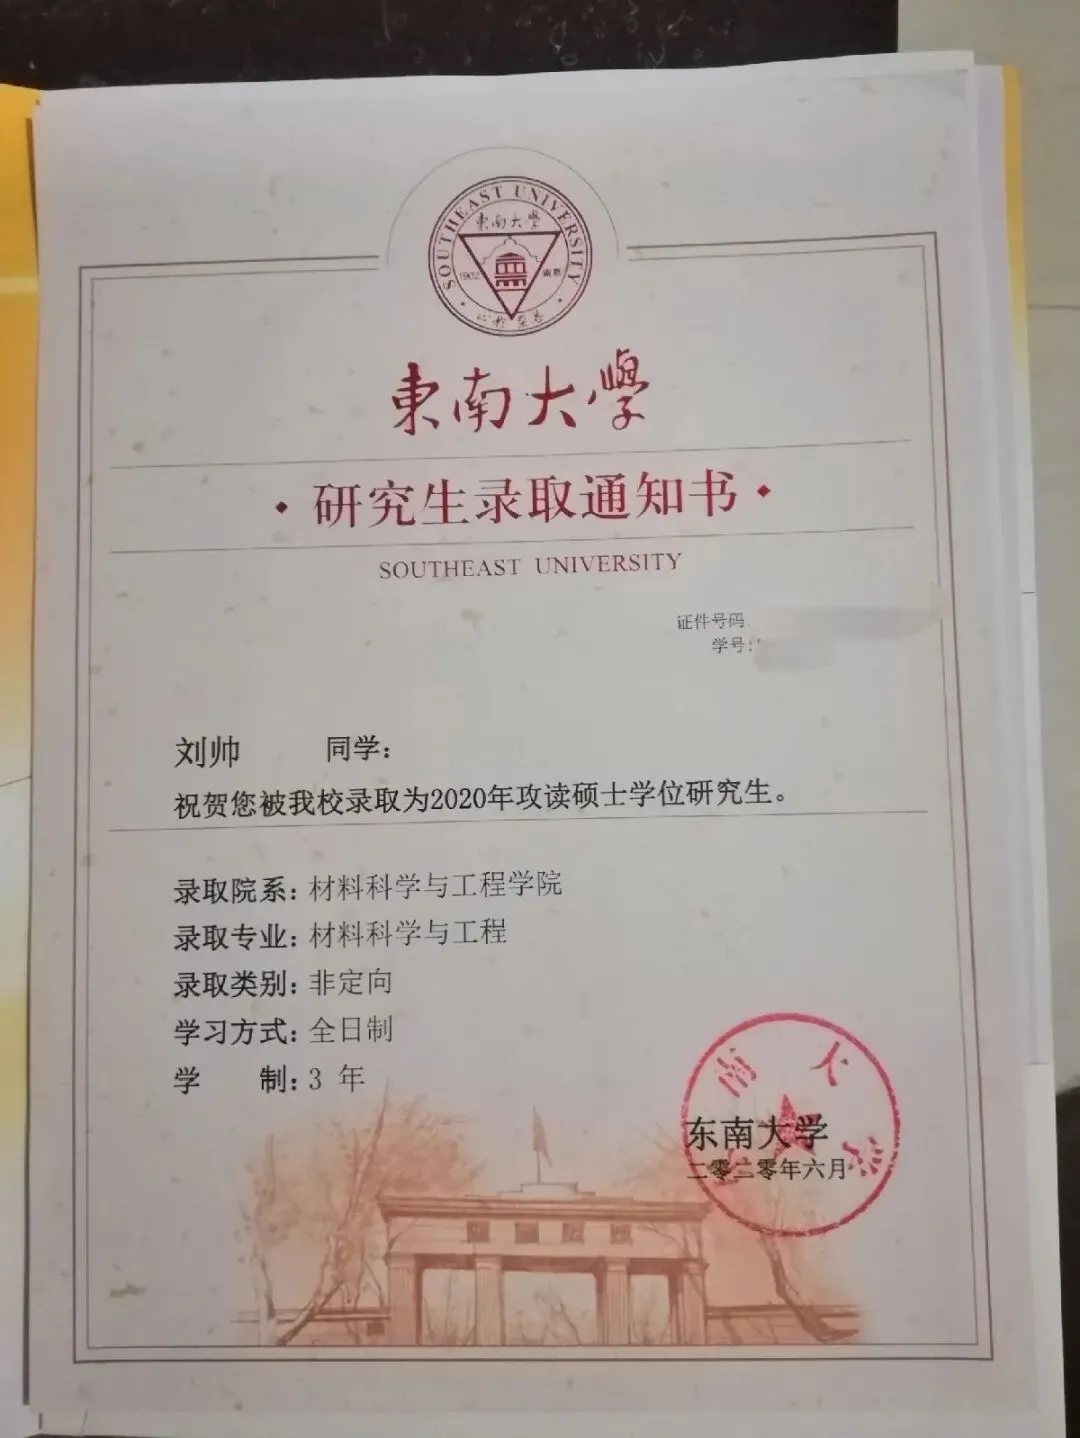 SOUTHEAST UNIVERSITY
東南大學
1902 南京
東南大學
·研究生录取通知书·
SOUTHEAST UNIVERSITY
证件号码
学号:
刘帅 同学:
祝贺您被我校录取为2020年攻读硕士学位研究生。
录取院系:材料科学与工程学院
录取专业:材料科学与工程
录取类别:非定向
学习方式:全日制
学 制:3 年
南大学
东南大学
二零二零年六月